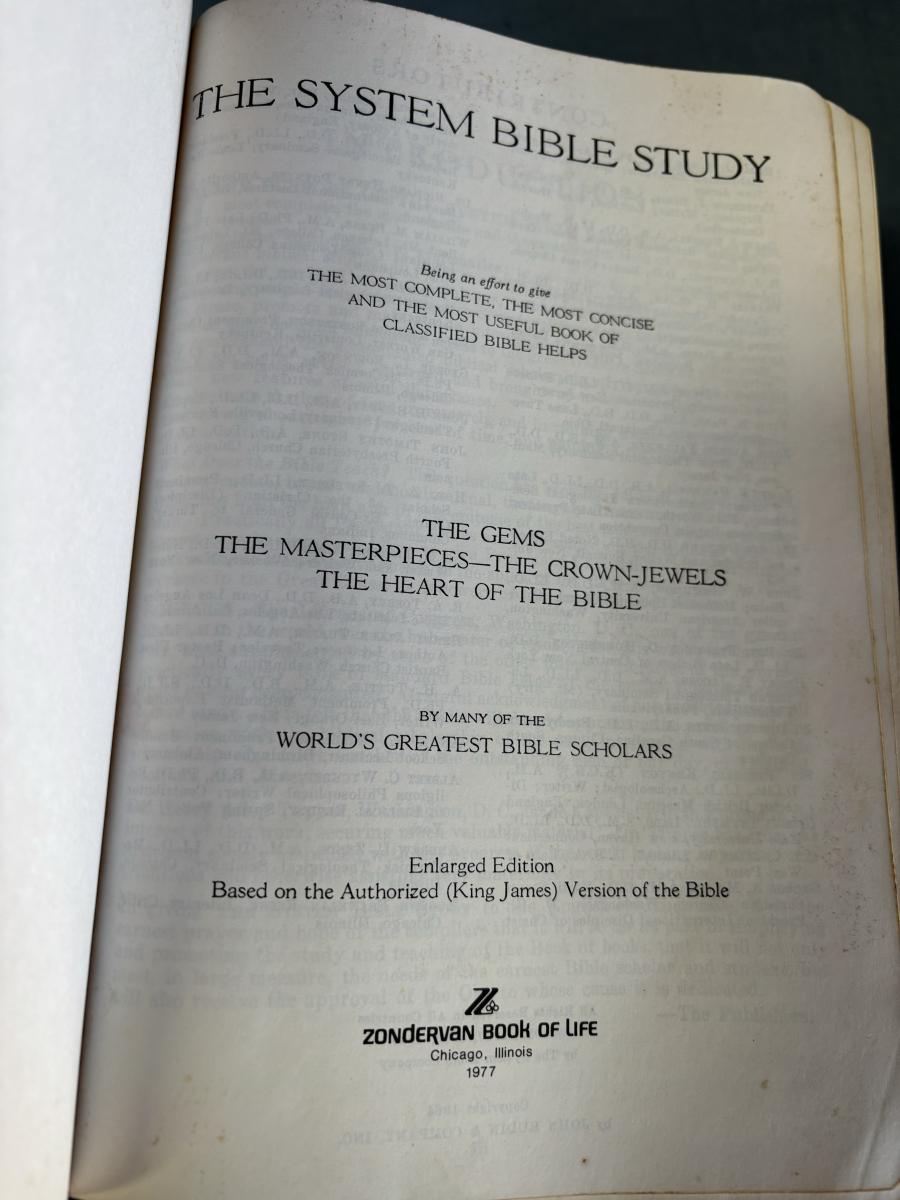 THE SYSTEM BIBLE STUDY
Being an effort to give
THE MOST COMPLETE, THE MOST CONCISE
AND THE MOST USEFUL BOOK OF
CLASSIFIED BIBLE HELPS
THE GEMS
THE MASTERPIECES—THE CROWN-JEWELS
THE HEART OF THE BIBLE
BY MANY OF THE
WORLD'S GREATEST BIBLE SCHOLARS
Enlarged Edition
Based on the Authorized (King James) Version of the Bible
ZONDERVAN BOOK OF LIFE
Chicago, Illinois
1977